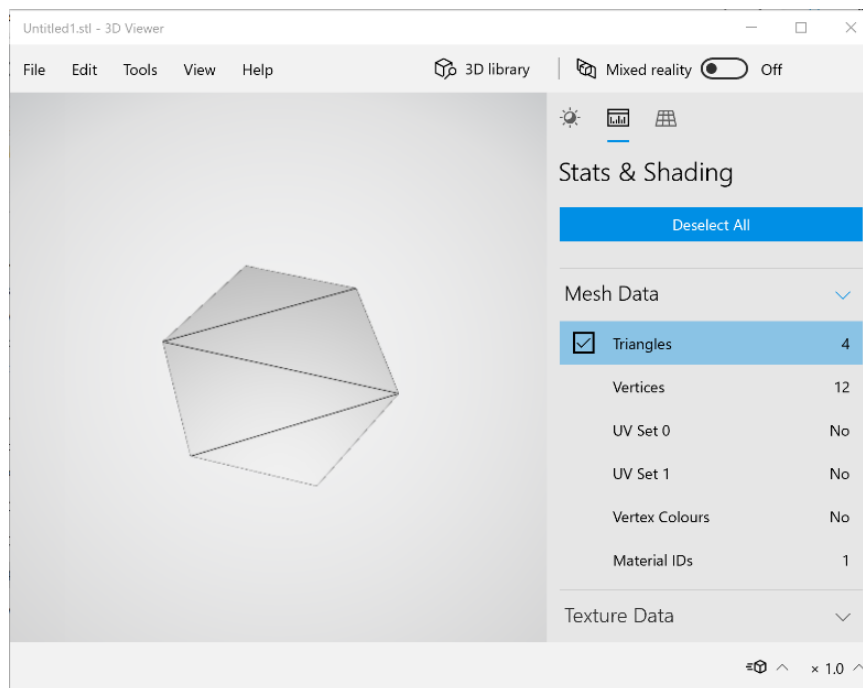 Untitled1.stl - 3D Viewer
File Edit Tools View Help 3D library Mixed reality Off
Stats & Shading
Deselect All
Mesh Data
Triangles 4
Vertices 12
UV Set 0 No
UV Set 1 No
Vertex Colours No
Material IDs 1
Texture Data
× 1.0